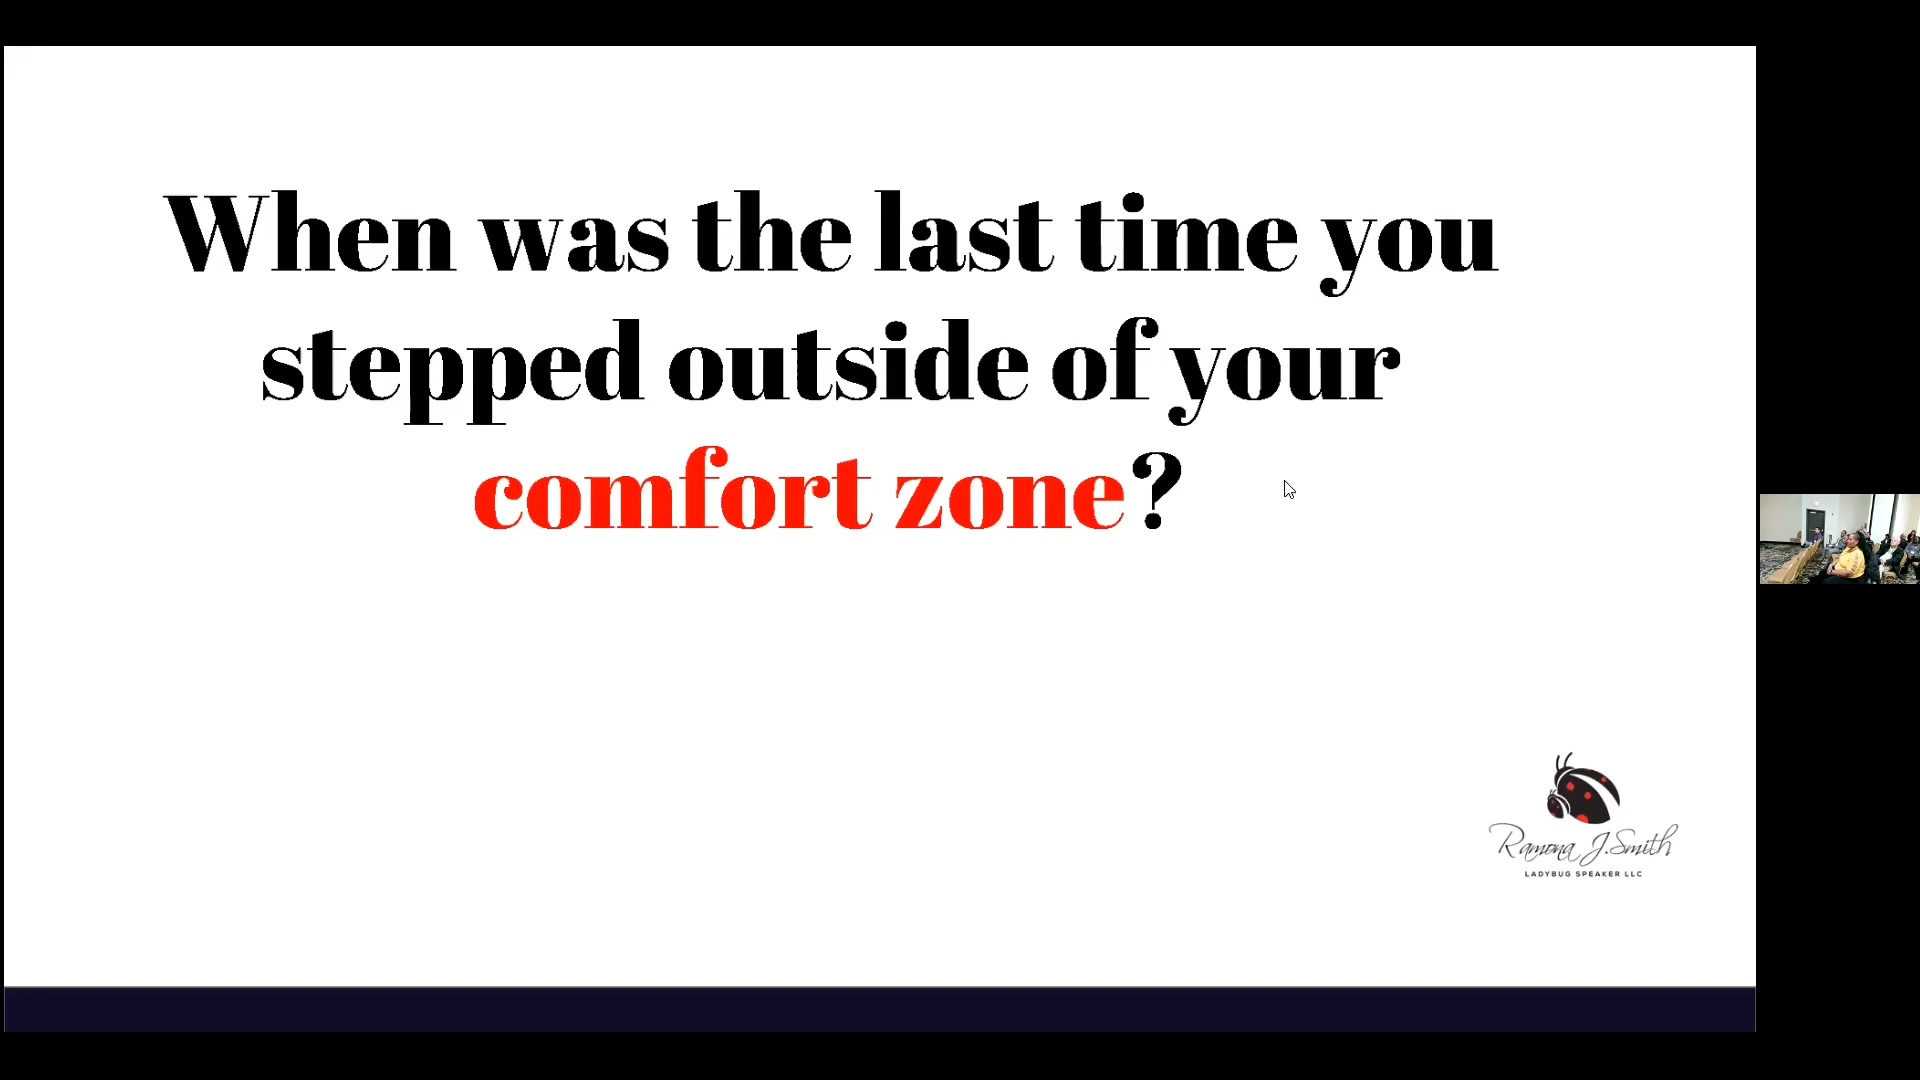 When was the last time you
stepped outside of your
comfort zone?
Ramona J.Smith
LADYBUG SPEAKER LLC